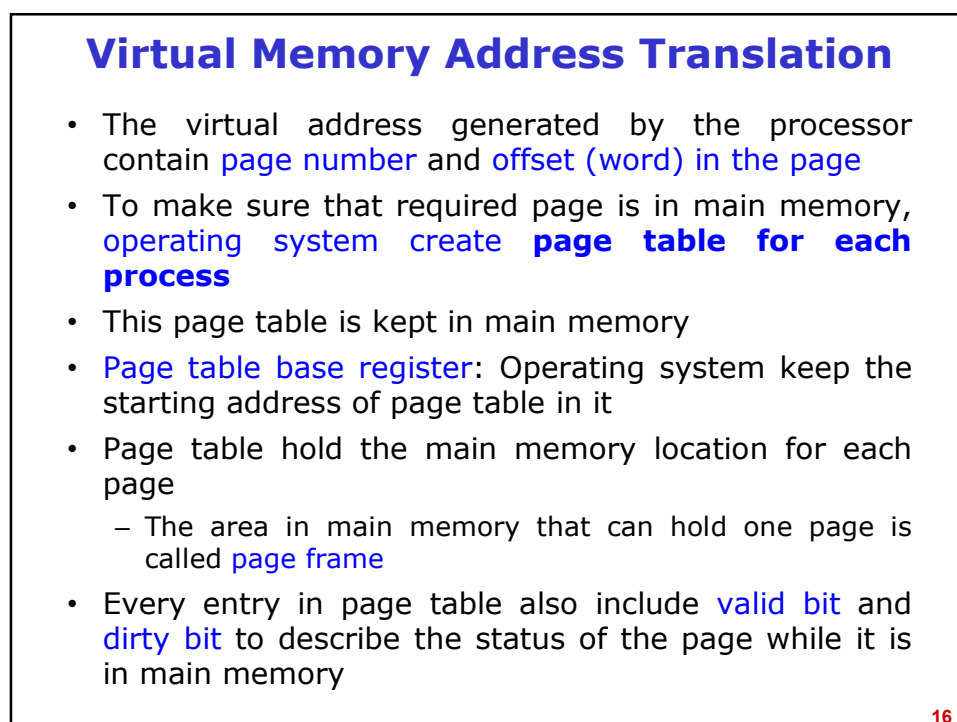 Virtual Memory Address Translation
• The virtual address generated by the processor
contain page number and offset (word) in the page
• To make sure that required page is in main memory,
operating system create page table for each
process
• This page table is kept in main memory
• Page table base register: Operating system keep the
starting address of page table in it
• Page table hold the main memory location for each
page
– The area in main memory that can hold one page is
called page frame
• Every entry in page table also include valid bit and
dirty bit to describe the status of the page while it is
in main memory
16